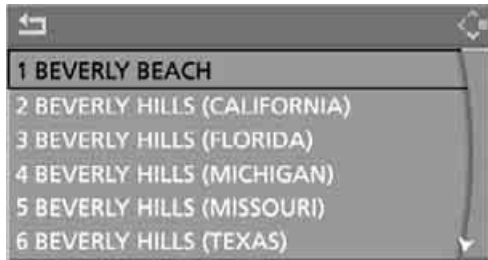 1 BEVERLY BEACH
2 BEVERLY HILLS (CALIFORNIA)
3 BEVERLY HILLS (FLORIDA)
4 BEVERLY HILLS (MICHIGAN)
5 BEVERLY HILLS (MISSOURI)
6 BEVERLY HILLS (TEXAS)